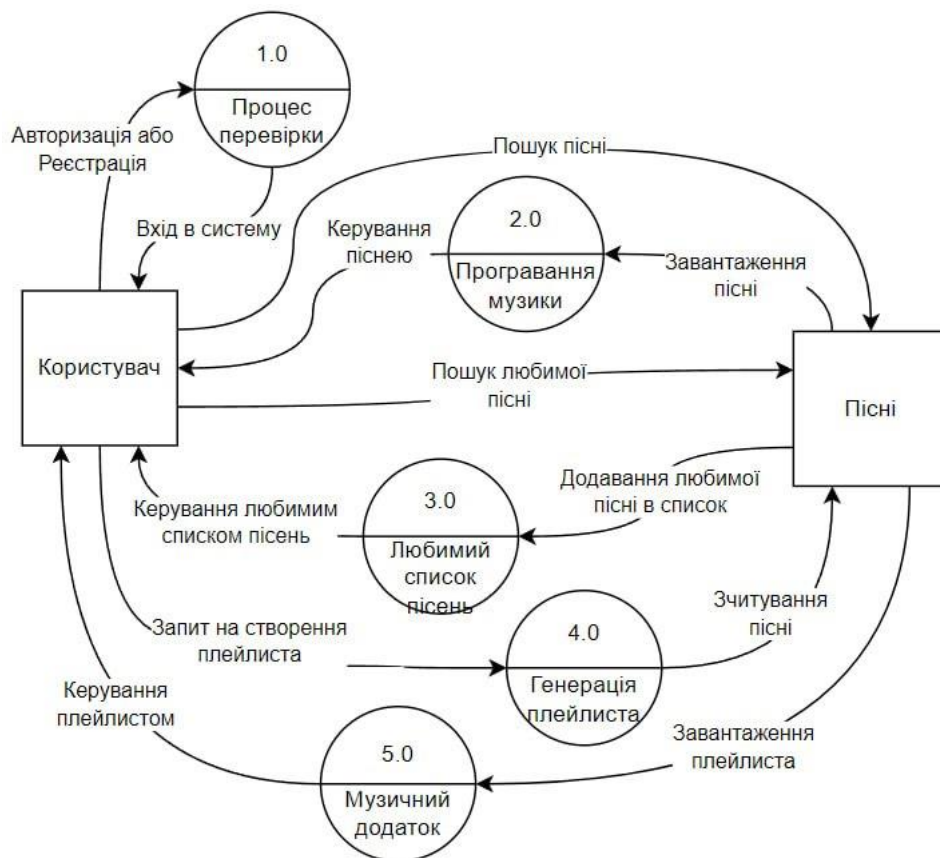 1.0
Процес
перевірки
Авторизація або
Реєстрація
Вхід в систему
Пошук пісні
Керування
піснею
2.0
Програвання
музики
Завантаження
пісні
Користувач
Пошук любимої
пісні
Пісні
Додавання любимої
пісні в список
Керування любимим
списком пісень
3.0
Любимий
список
пісень
Запит на створення
плейлиста
4.0
Генерація
плейлиста
Зчитування
пісні
Керування
плейлистом
5.0
Музичний
додаток
Завантаження
плейлиста